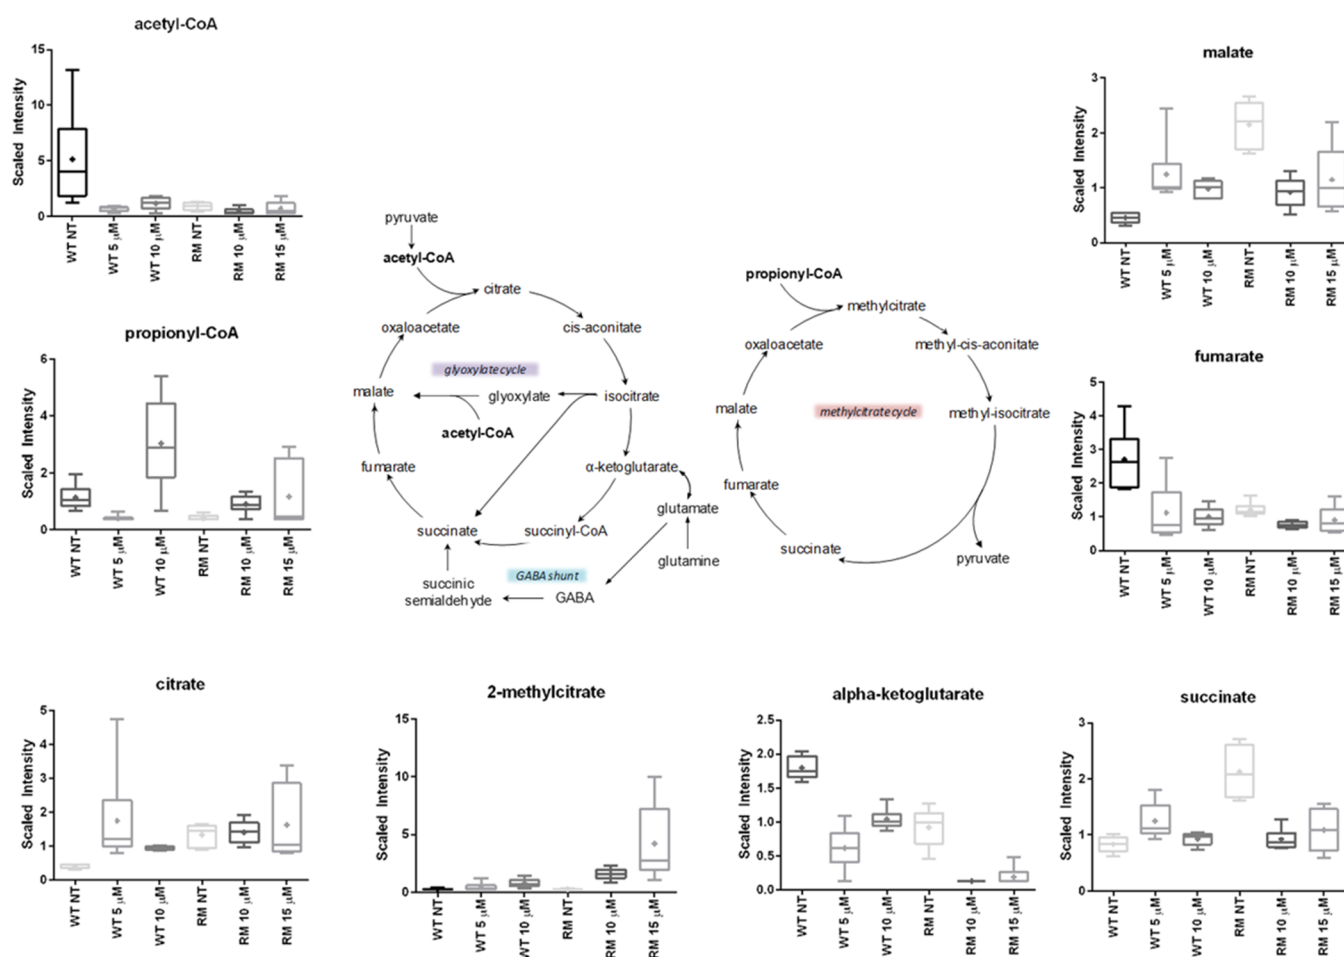 acetyl-CoA
Scaled Intensity
15
10
5
0
WT NT
WT 5 µM
WT 10 µM
RM NT
RM 10 µM
RM 15 µM
propionyl-CoA
Scaled Intensity
6
4
2
0
WT NT
WT 5 µM
WT 10 µM
RM NT
RM 10 µM
RM 15 µM
pyruvate
acetyl-CoA
citrate
oxaloacetate
cis-aconitate
glyoxylate cycle
malate
glyoxylate
isocitrate
acetyl-CoA
fumarate
α-ketoglutarate
glutamate
succinate
succinyl-CoA
glutamine
GABA shunt
succinic
semialdehyde
GABA
propionyl-CoA
methylcitrate
oxaloacetate
methyl-cis-aconitate
malate
methylcitrate cycle
methyl-isocitrate
fumarate
succinate
pyruvate
malate
Scaled Intensity
3
2
1
0
WT NT
WT 5 µM
WT 10 µM
RM NT
RM 10 µM
RM 15 µM
fumarate
Scaled Intensity
5
4
3
2
1
0
WT NT
WT 5 µM
WT 10 µM
RM NT
RM 10 µM
RM 15 µM
citrate
Scaled Intensity
5
4
3
2
1
0
WT NT
WT 5 µM
WT 10 µM
RM NT
RM 10 µM
RM 15 µM
2-methylcitrate
Scaled Intensity
15
10
5
0
WT NT
WT 5 µM
WT 10 µM
RM NT
RM 10 µM
RM 15 µM
alpha-ketoglutarate
Scaled Intensity
2.5
2.0
1.5
1.0
0.5
0.0
WT NT
WT 5 µM
WT 10 µM
RM NT
RM 10 µM
RM 15 µM
succinate
Scaled Intensity
3
2
1
0
WT NT
WT 5 µM
WT 10 µM
RM NT
RM 10 µM
RM 15 µM